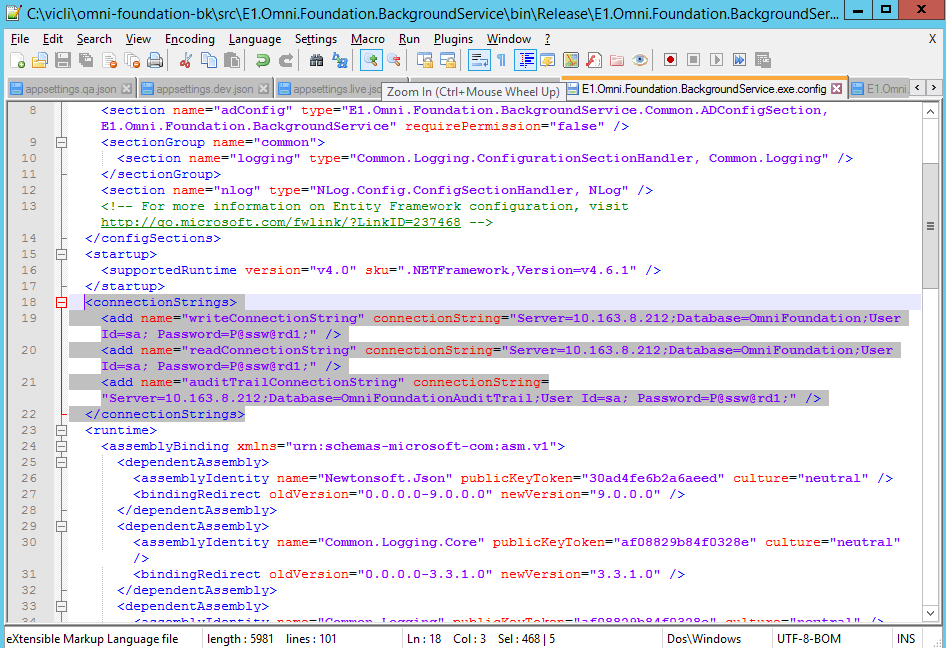 C:\vicli\omni-foundation-bk\src\E1.Omni.Foundation.BackgroundService\bin\Release\E1.Omni.Foundation.BackgroundSer...
File Edit Search View Encoding Language Settings Macro Run Plugins Window ? X
appsettings.qa.json appsettings.dev.json appsettings.live.js Zoom In (Ctrl+Mouse Wheel Up) E1.Omni.Foundation.BackgroundService.exe.config E1.Omni.
8 <section name="adConfig" type="E1.Omni.Foundation.BackgroundService.Common.ADConfigSection,
E1.Omni.Foundation.BackgroundService" requirePermission="false" />
9 <sectionGroup name="common">
10 <section name="logging" type="Common.Logging.ConfigurationSectionHandler, Common.Logging" />
11 </sectionGroup>
12 <section name="nlog" type="NLog.Config.ConfigSectionHandler, NLog" />
13 <!-- For more information on Entity Framework configuration, visit
http://go.microsoft.com/fwlink/?LinkID=237468 -->
14 </configSections>
15 <startup>
16 <supportedRuntime version="v4.0" sku=".NETFramework,Version=v4.6.1" />
17 </startup>
18 <connectionStrings>
19 <add name="writeConnectionString" connectionString="Server=10.163.8.212;Database=OmniFoundation;User
Id=sa; Password=P@ssw@rd1;" />
20 <add name="readConnectionString" connectionString="Server=10.163.8.212;Database=OmniFoundation;User
Id=sa; Password=P@ssw@rd1;" />
21 <add name="auditTrailConnectionString" connectionString=
"Server=10.163.8.212;Database=OmniFoundationAuditTrail;User Id=sa; Password=P@ssw@rd1;" />
22 </connectionStrings>
23 <runtime>
24 <assemblyBinding xmlns="urn:schemas-microsoft-com:asm.v1">
25 <dependentAssembly>
26 <assemblyIdentity name="Newtonsoft.Json" publicKeyToken="30ad4fe6b2a6aeed" culture="neutral" />
27 <bindingRedirect oldVersion="0.0.0.0-9.0.0.0" newVersion="9.0.0.0" />
28 </dependentAssembly>
29 <dependentAssembly>
30 <assemblyIdentity name="Common.Logging.Core" publicKeyToken="af08829b84f0328e" culture="neutral"
/>
31 <bindingRedirect oldVersion="0.0.0.0-3.3.1.0" newVersion="3.3.1.0" />
32 </dependentAssembly>
33 <dependentAssembly>
34 <assemblyIdentity name="Common.Logging" publicKeyToken="af08829b84f0328e" culture="neutral"
eXtensible Markup Language file length : 5981 lines : 101 Ln : 18 Col : 3 Sel : 468 | 5 Dos\Windows UTF-8-BOM INS